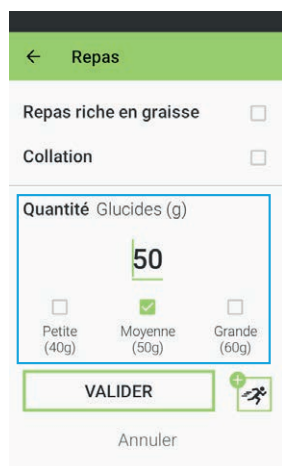 Repas
Repas riche en graisse
Collation
Quantité Glucides (g)
50
Petite
(40g)
Moyenne
(50g)
Grande
(60g)
VALIDER
Annuler